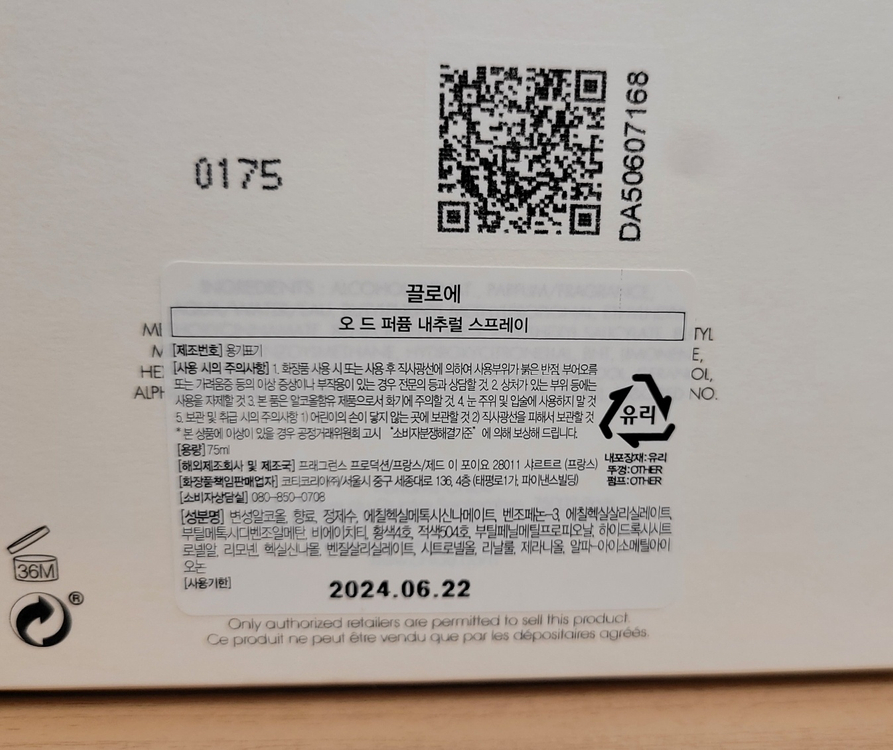 0175
DA50607168
끌로에
오 드 퍼퓸 내추럴 스프레이
[제조번호] 용기표기
[사용 시의 주의사항] 1. 화장품 사용 시 또는 사용 후 직사광선에 의하여 사용부위가 붉은 반점, 부어오름
또는 가려움증 등의 이상 증상이나 부작용이 있는 경우 전문의 등과 상담할 것. 2. 상처가 있는 부위 등에는
사용을 자제할 것 3. 본 품은 알코올함유 제품으로서 화기에 주의할 것. 4. 눈 주위 및 입술에 사용하지 말 것
5. 보관 및 취급 시의 주의사항 1) 어린이의 손이 닿지 않는 곳에 보관할 것 2) 직사광선을 피해서 보관할 것
* 본 상품에 이상이 있을 경우 공정거래위원회 고시 "소비자분쟁해결기준" 에 의해 보상해 드립니다.
[용량] 75ml
[해외제조회사 및 제조국] 프래그런스 프로덕션/프랑스/제드 이 포이요 28011 샤르트르 (프랑스)
[화장품책임판매업자] 코티코리아㈜/서울시 중구 세종대로 136, 4층 (태평로1가, 파이낸스빌딩)
[소비자상담실] 080-850-0708
[성분명] 변성알코올, 향료, 정제수, 에칠헥실메톡시신나메이트, 벤조페논-3, 에칠헥실살리실레이트,
부틸메톡시디벤조일메탄, 비에이치티, 황색4호, 적색504호, 부틸페닐메틸프로피오날, 하이드록시시트
로넬알, 리모넨, 헥실신나몰, 벤질살리실레이트, 시트로넬올, 리날룰, 제라니올, 알파-아이소메틸아이
오논
[사용기한] 2024.06.22
유리
내포장재:유리
뚜껑:OTHER
펌프:OTHER
36M
®
Only authorized retailers are permitted to sell this product.
Ce produit ne peut être vendu que par les dépositaires agréés.